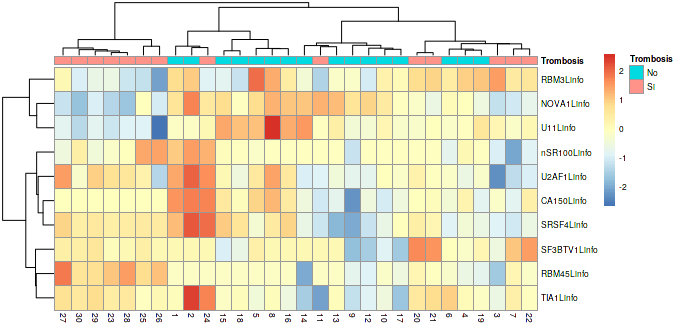 Trombosis
Trombosis
No
SI
2
1
0
-1
-2
RBM3Linfo
NOVA1Linfo
U11Linfo
nSR100Linfo
U2AF1Linfo
CA150Linfo
SRSF4Linfo
SF3BTV1Linfo
RBM45Linfo
TIA1Linfo
27 30 29 23 28 25 26 1 2 24 15 18 5 8 16 14 11 13 9 12 10 17 20 21 6 4 19 3 7 22